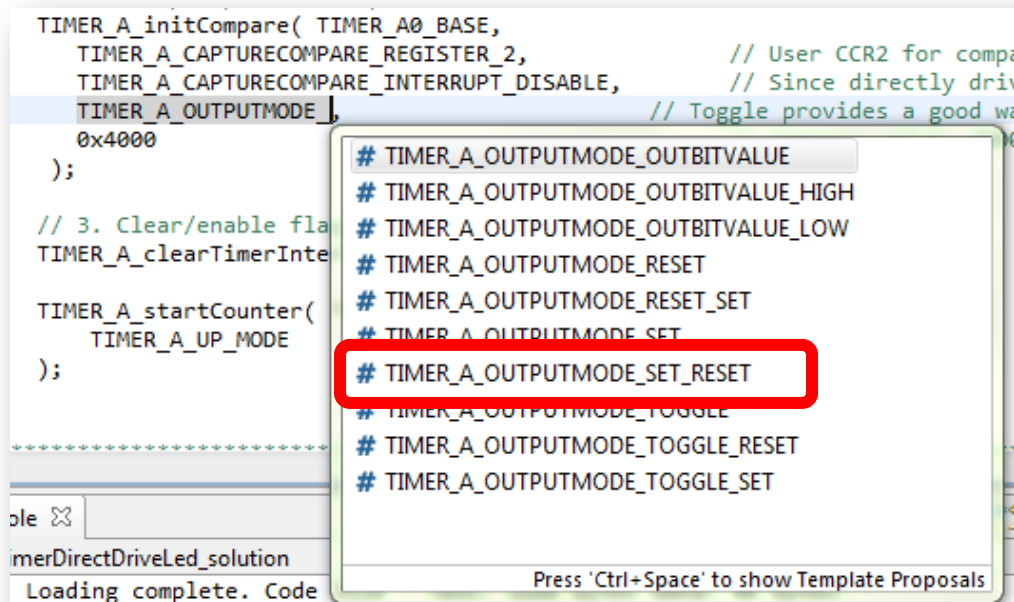 TIMER_A_initCompare( TIMER_A0_BASE,
TIMER_A_CAPTURECOMPARE_REGISTER_2, // User CCR2 for compa
TIMER_A_CAPTURECOMPARE_INTERRUPT_DISABLE, // Since directly driv
TIMER_A_OUTPUTMODE_, // Toggle provides a good wa
0x4000
);
// 3. Clear/enable fla
TIMER_A_clearTimerInte
TIMER_A_startCounter(
TIMER_A_UP_MODE
);
# TIMER_A_OUTPUTMODE_OUTBITVALUE
# TIMER_A_OUTPUTMODE_OUTBITVALUE_HIGH
# TIMER_A_OUTPUTMODE_OUTBITVALUE_LOW
# TIMER_A_OUTPUTMODE_RESET
# TIMER_A_OUTPUTMODE_RESET_SET
# TIMER_A_OUTPUTMODE_SET
# TIMER_A_OUTPUTMODE_SET_RESET
# TIMER_A_OUTPUTMODE_TOGGLE
# TIMER_A_OUTPUTMODE_TOGGLE_RESET
# TIMER_A_OUTPUTMODE_TOGGLE_SET
Press 'Ctrl+Space' to show Template Proposals
ole
imerDirectDriveLed_solution
Loading complete. Code